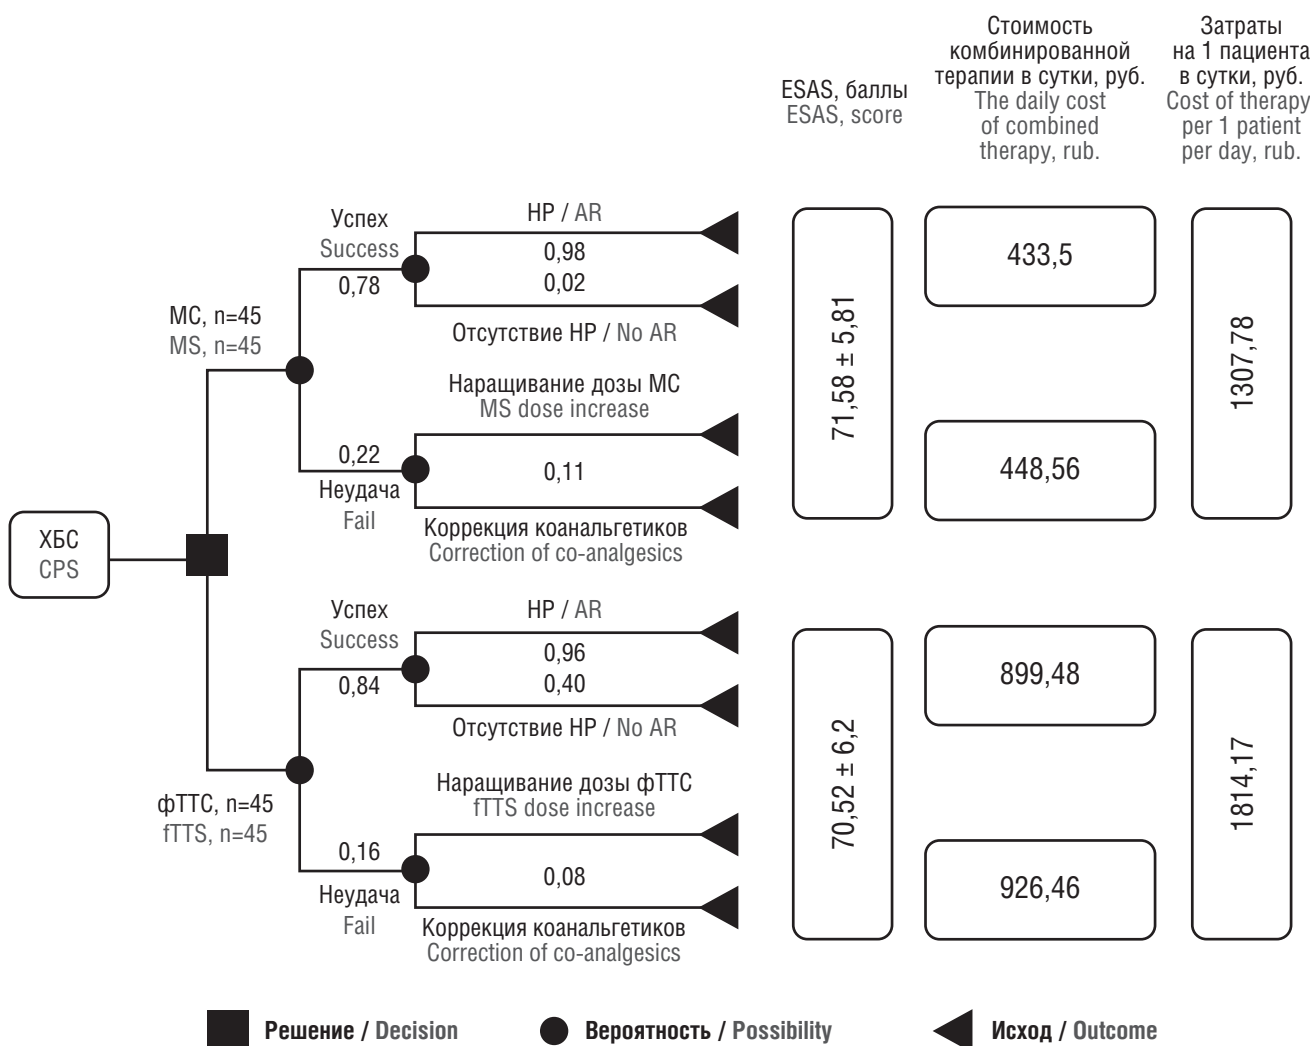 Стоимость
комбинированной
терапии в сутки, руб.
The daily cost
of combined
therapy, rub.
Затраты
на 1 пациента
в сутки, руб.
Cost of therapy
per 1 patient
per day, rub.
ESAS, баллы
ESAS, score
Успех
Success
0,78
НР / AR
0,98
0,02
Отсутствие НР / No AR
МС, n=45
MS, n=45
Наращивание дозы МС
MS dose increase
0,22
Неудача
Fail
0,11
Коррекция коанальгетиков
Correction of co-analgesics
71,58 ± 5,81
433,5
448,56
1307,78
ХБС
CPS
Успех
Success
0,84
НР / AR
0,96
0,40
Отсутствие НР / No AR
фТТС, n=45
fTTS, n=45
Наращивание дозы фТТС
fTTS dose increase
0,16
Неудача
Fail
0,08
Коррекция коанальгетиков
Correction of co-analgesics
70,52 ± 6,2
899,48
926,46
1814,17
Решение / Decision
Вероятность / Possibility
Исход / Outcome